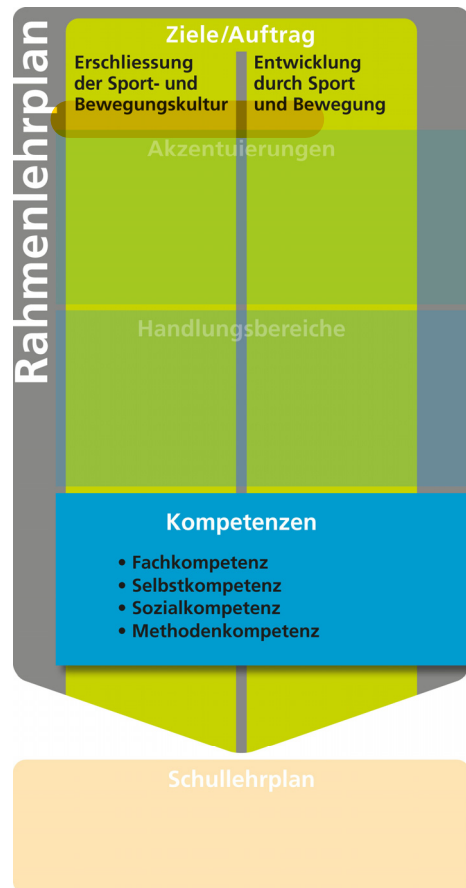 Rahmenlehrplan
Ziele/Auftrag
Erschliessung
der Sport- und
Bewegungskultur
Entwicklung
durch Sport
und Bewegung
Akzentuierungen
Handlungsbereiche
Kompetenzen
• Fachkompetenz
• Selbstkompetenz
• Sozialkompetenz
• Methodenkompetenz
Schullehrplan